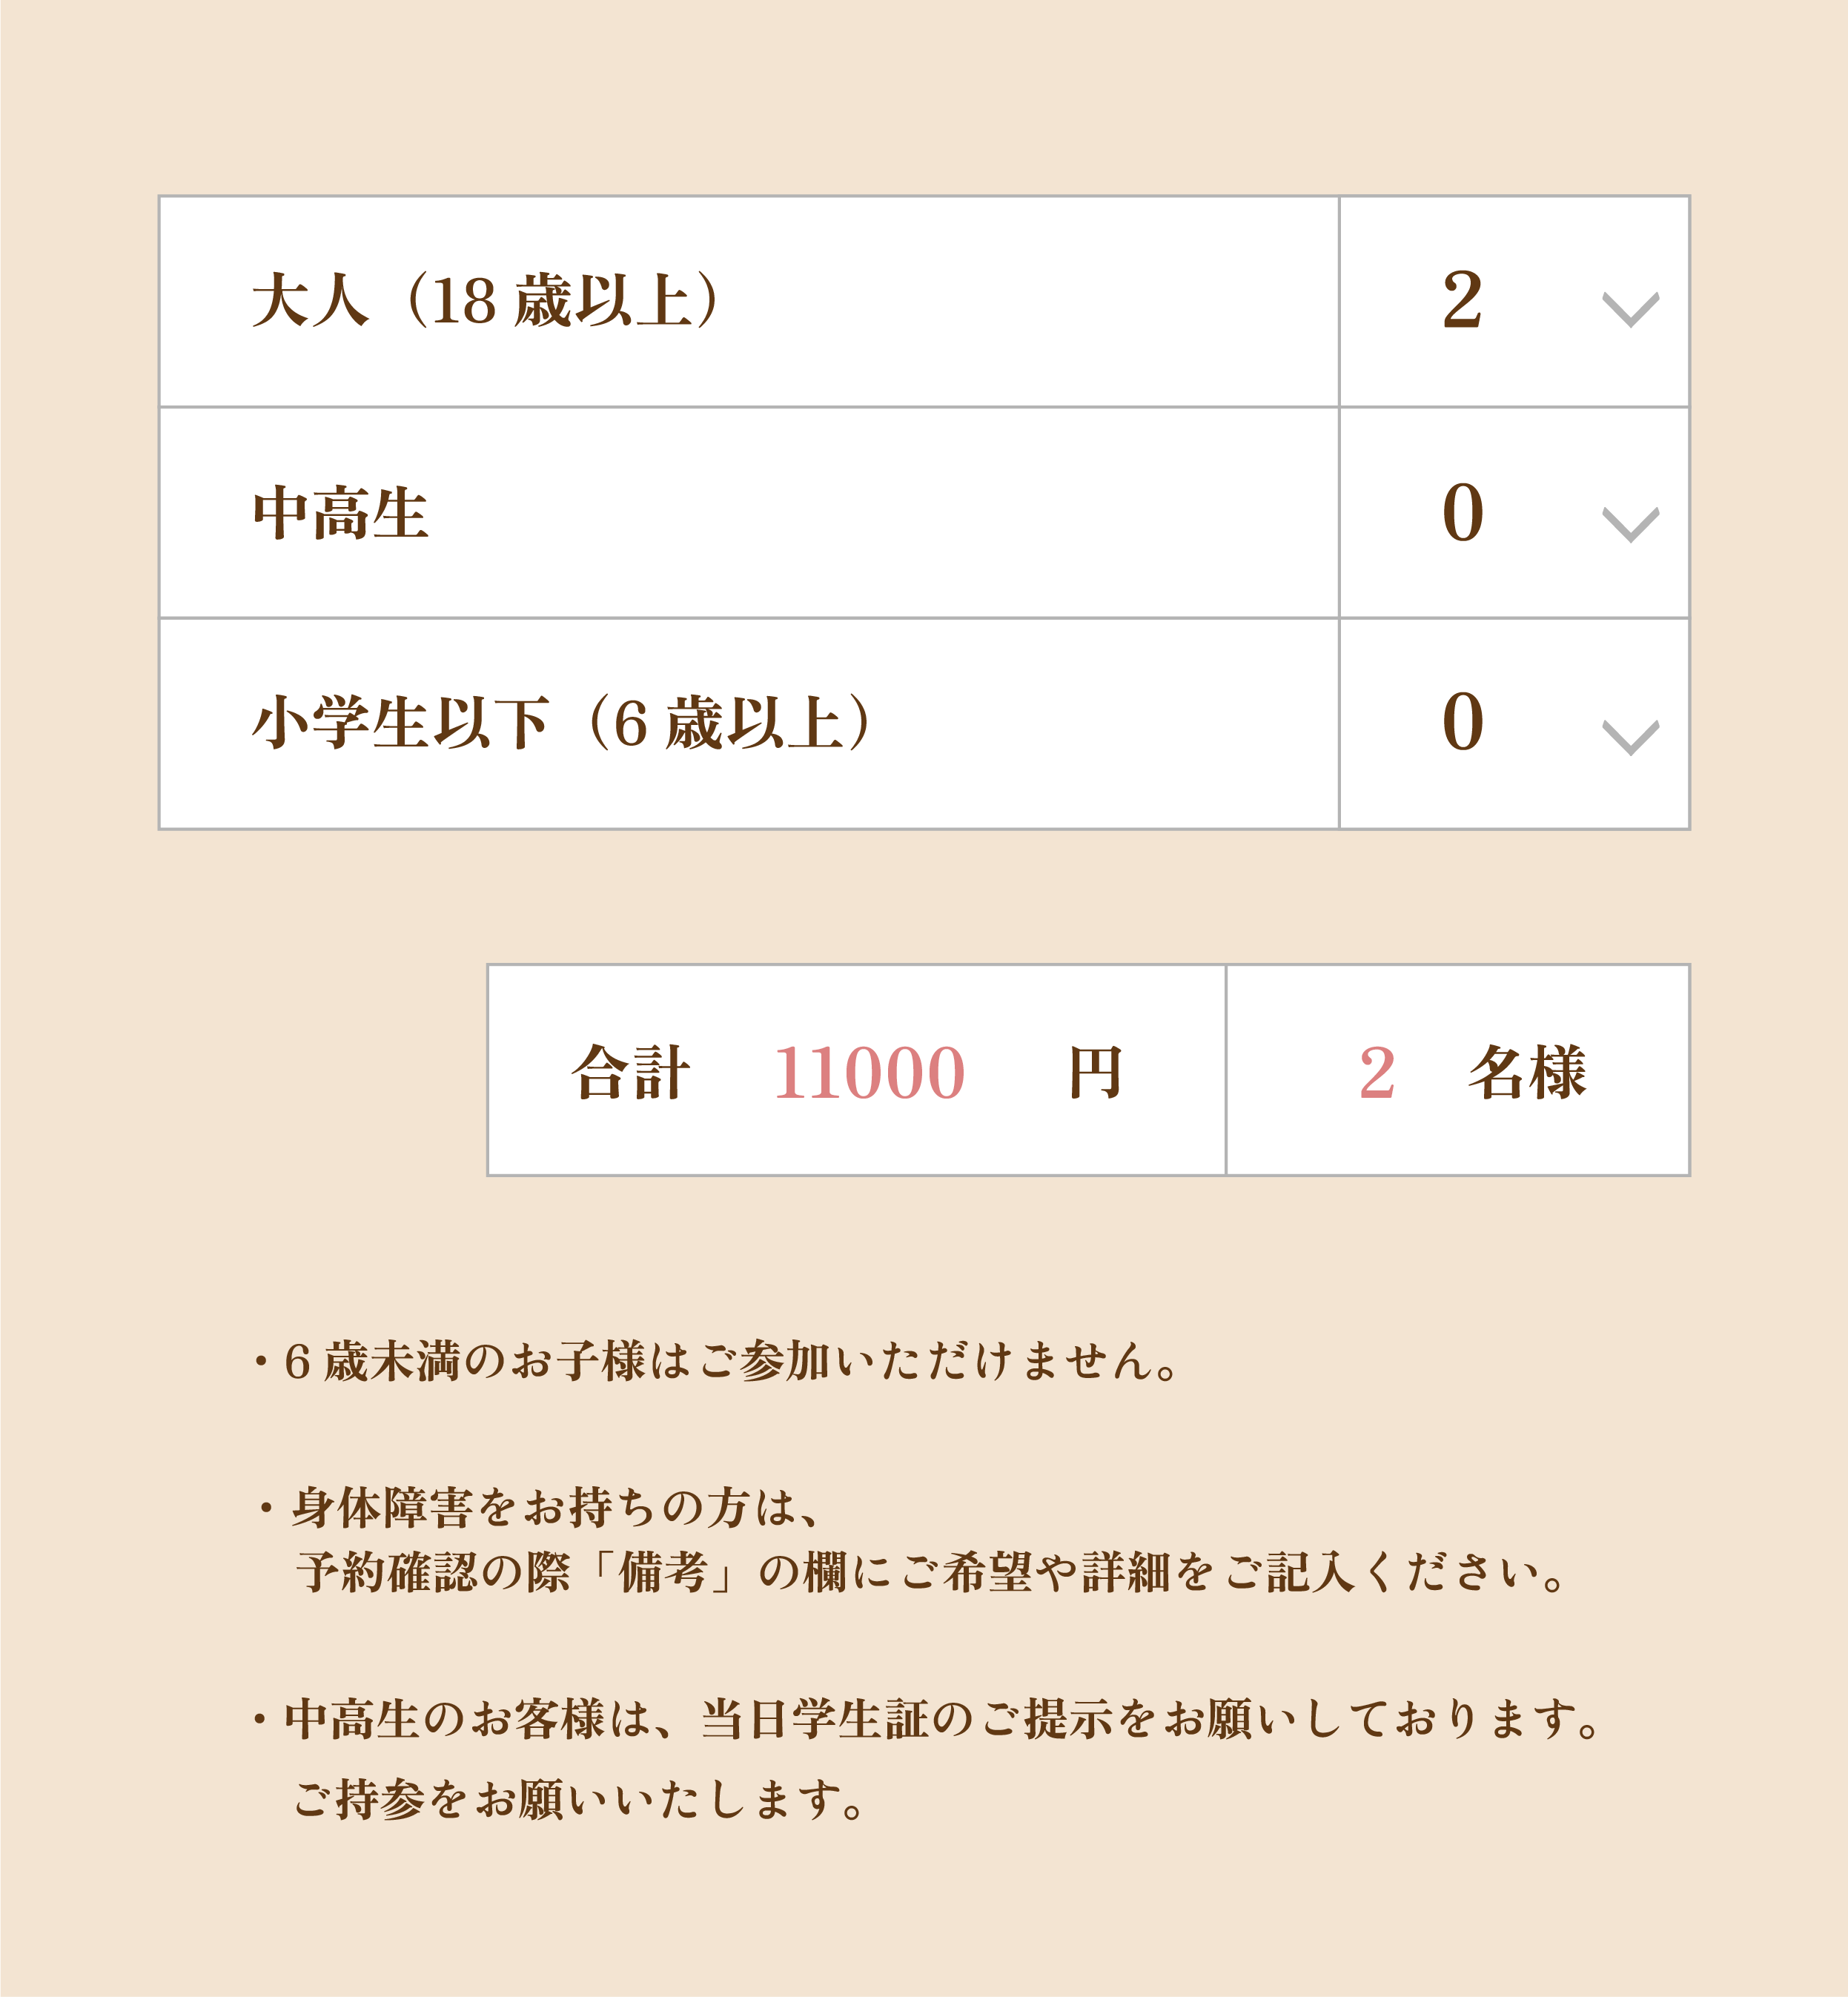 大人（18歳以上） 2
中高生 0
小学生以下（6歳以上） 0
合計 11000 円 2 名様
・6歳未満のお子様はご参加いただけません。
・身体障害をお持ちの方は、
予約確認の際「備考」の欄にご希望や詳細をご記入ください。
・中高生のお客様は、当日学生証のご提示をお願いしております。
ご持参をお願いいたします。